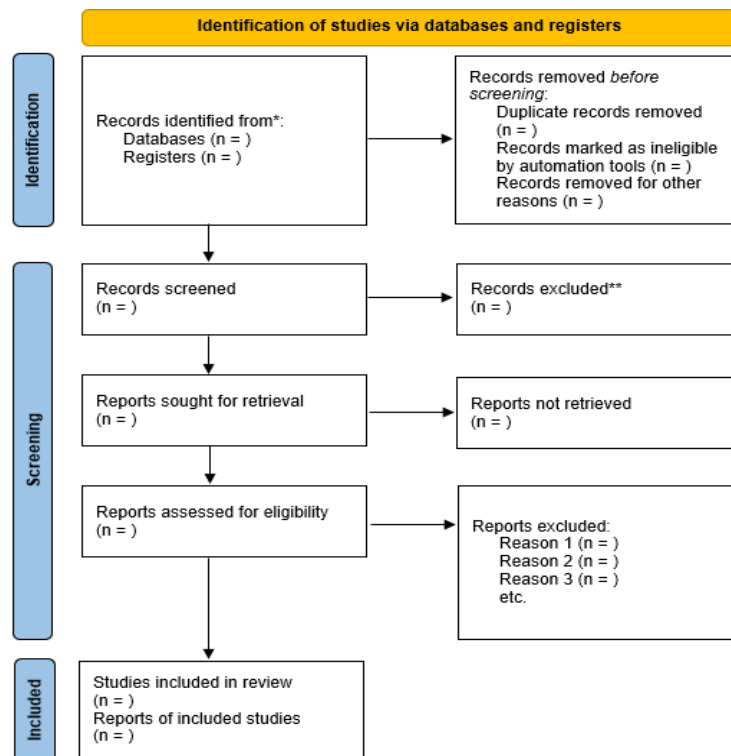 Identification of studies via databases and registers
Identification
Records identified from*:
Databases (n = )
Registers (n = )
Records removed before
screening:
Duplicate records removed
(n = )
Records marked as ineligible
by automation tools (n = )
Records removed for other
reasons (n = )
Screening
Records screened
(n = )
Records excluded**
(n = )
Reports sought for retrieval
(n = )
Reports not retrieved
(n = )
Reports assessed for eligibility
(n = )
Reports excluded:
Reason 1 (n = )
Reason 2 (n = )
Reason 3 (n = )
etc.
Included
Studies included in review
(n = )
Reports of included studies
(n = )